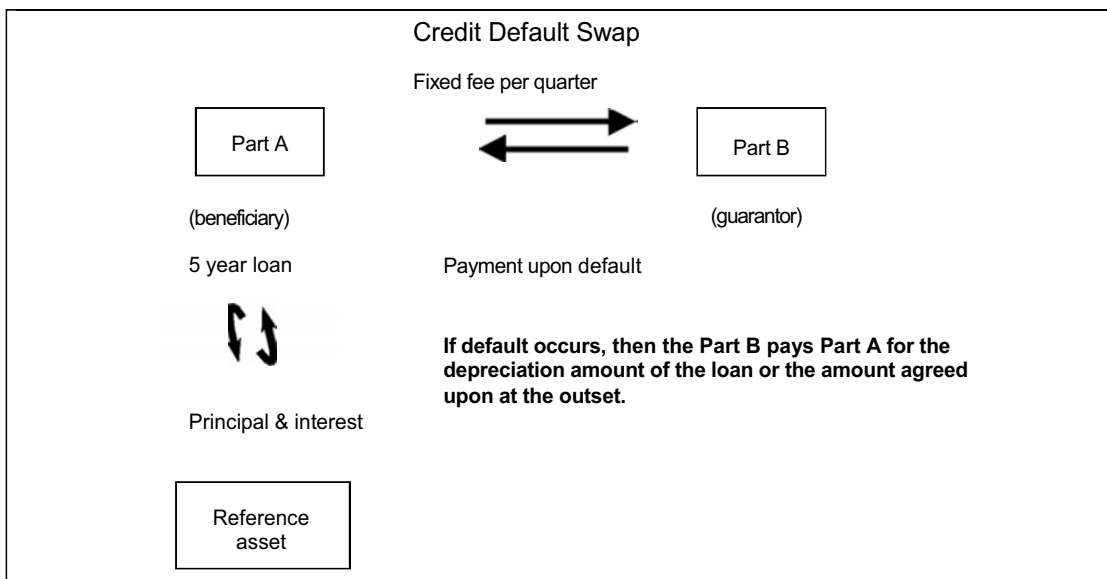 Credit Default Swap
Fixed fee per quarter
Part A
Part B
(beneficiary)
(guarantor)
5 year loan
Payment upon default
If default occurs, then the Part B pays Part A for the
depreciation amount of the loan or the amount agreed
upon at the outset.
Principal & interest
Reference
asset